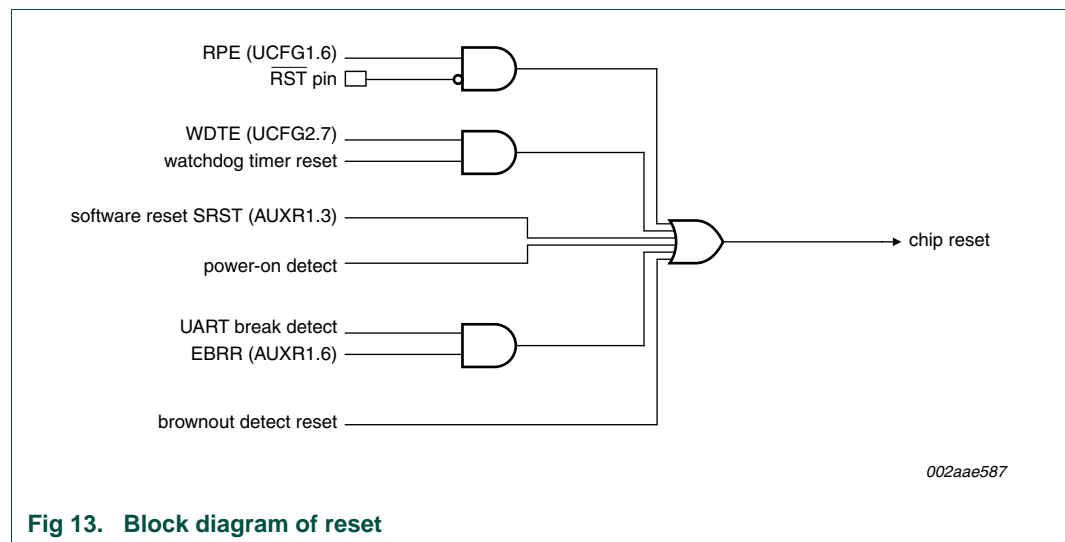 RPE (UCFG1.6)
RST pin
WDTE (UCFG2.7)
watchdog timer reset
software reset SRST (AUXR1.3)
chip reset
power-on detect
UART break detect
EBRR (AUXR1.6)
brownout detect reset
002aae587
Fig 13. Block diagram of reset